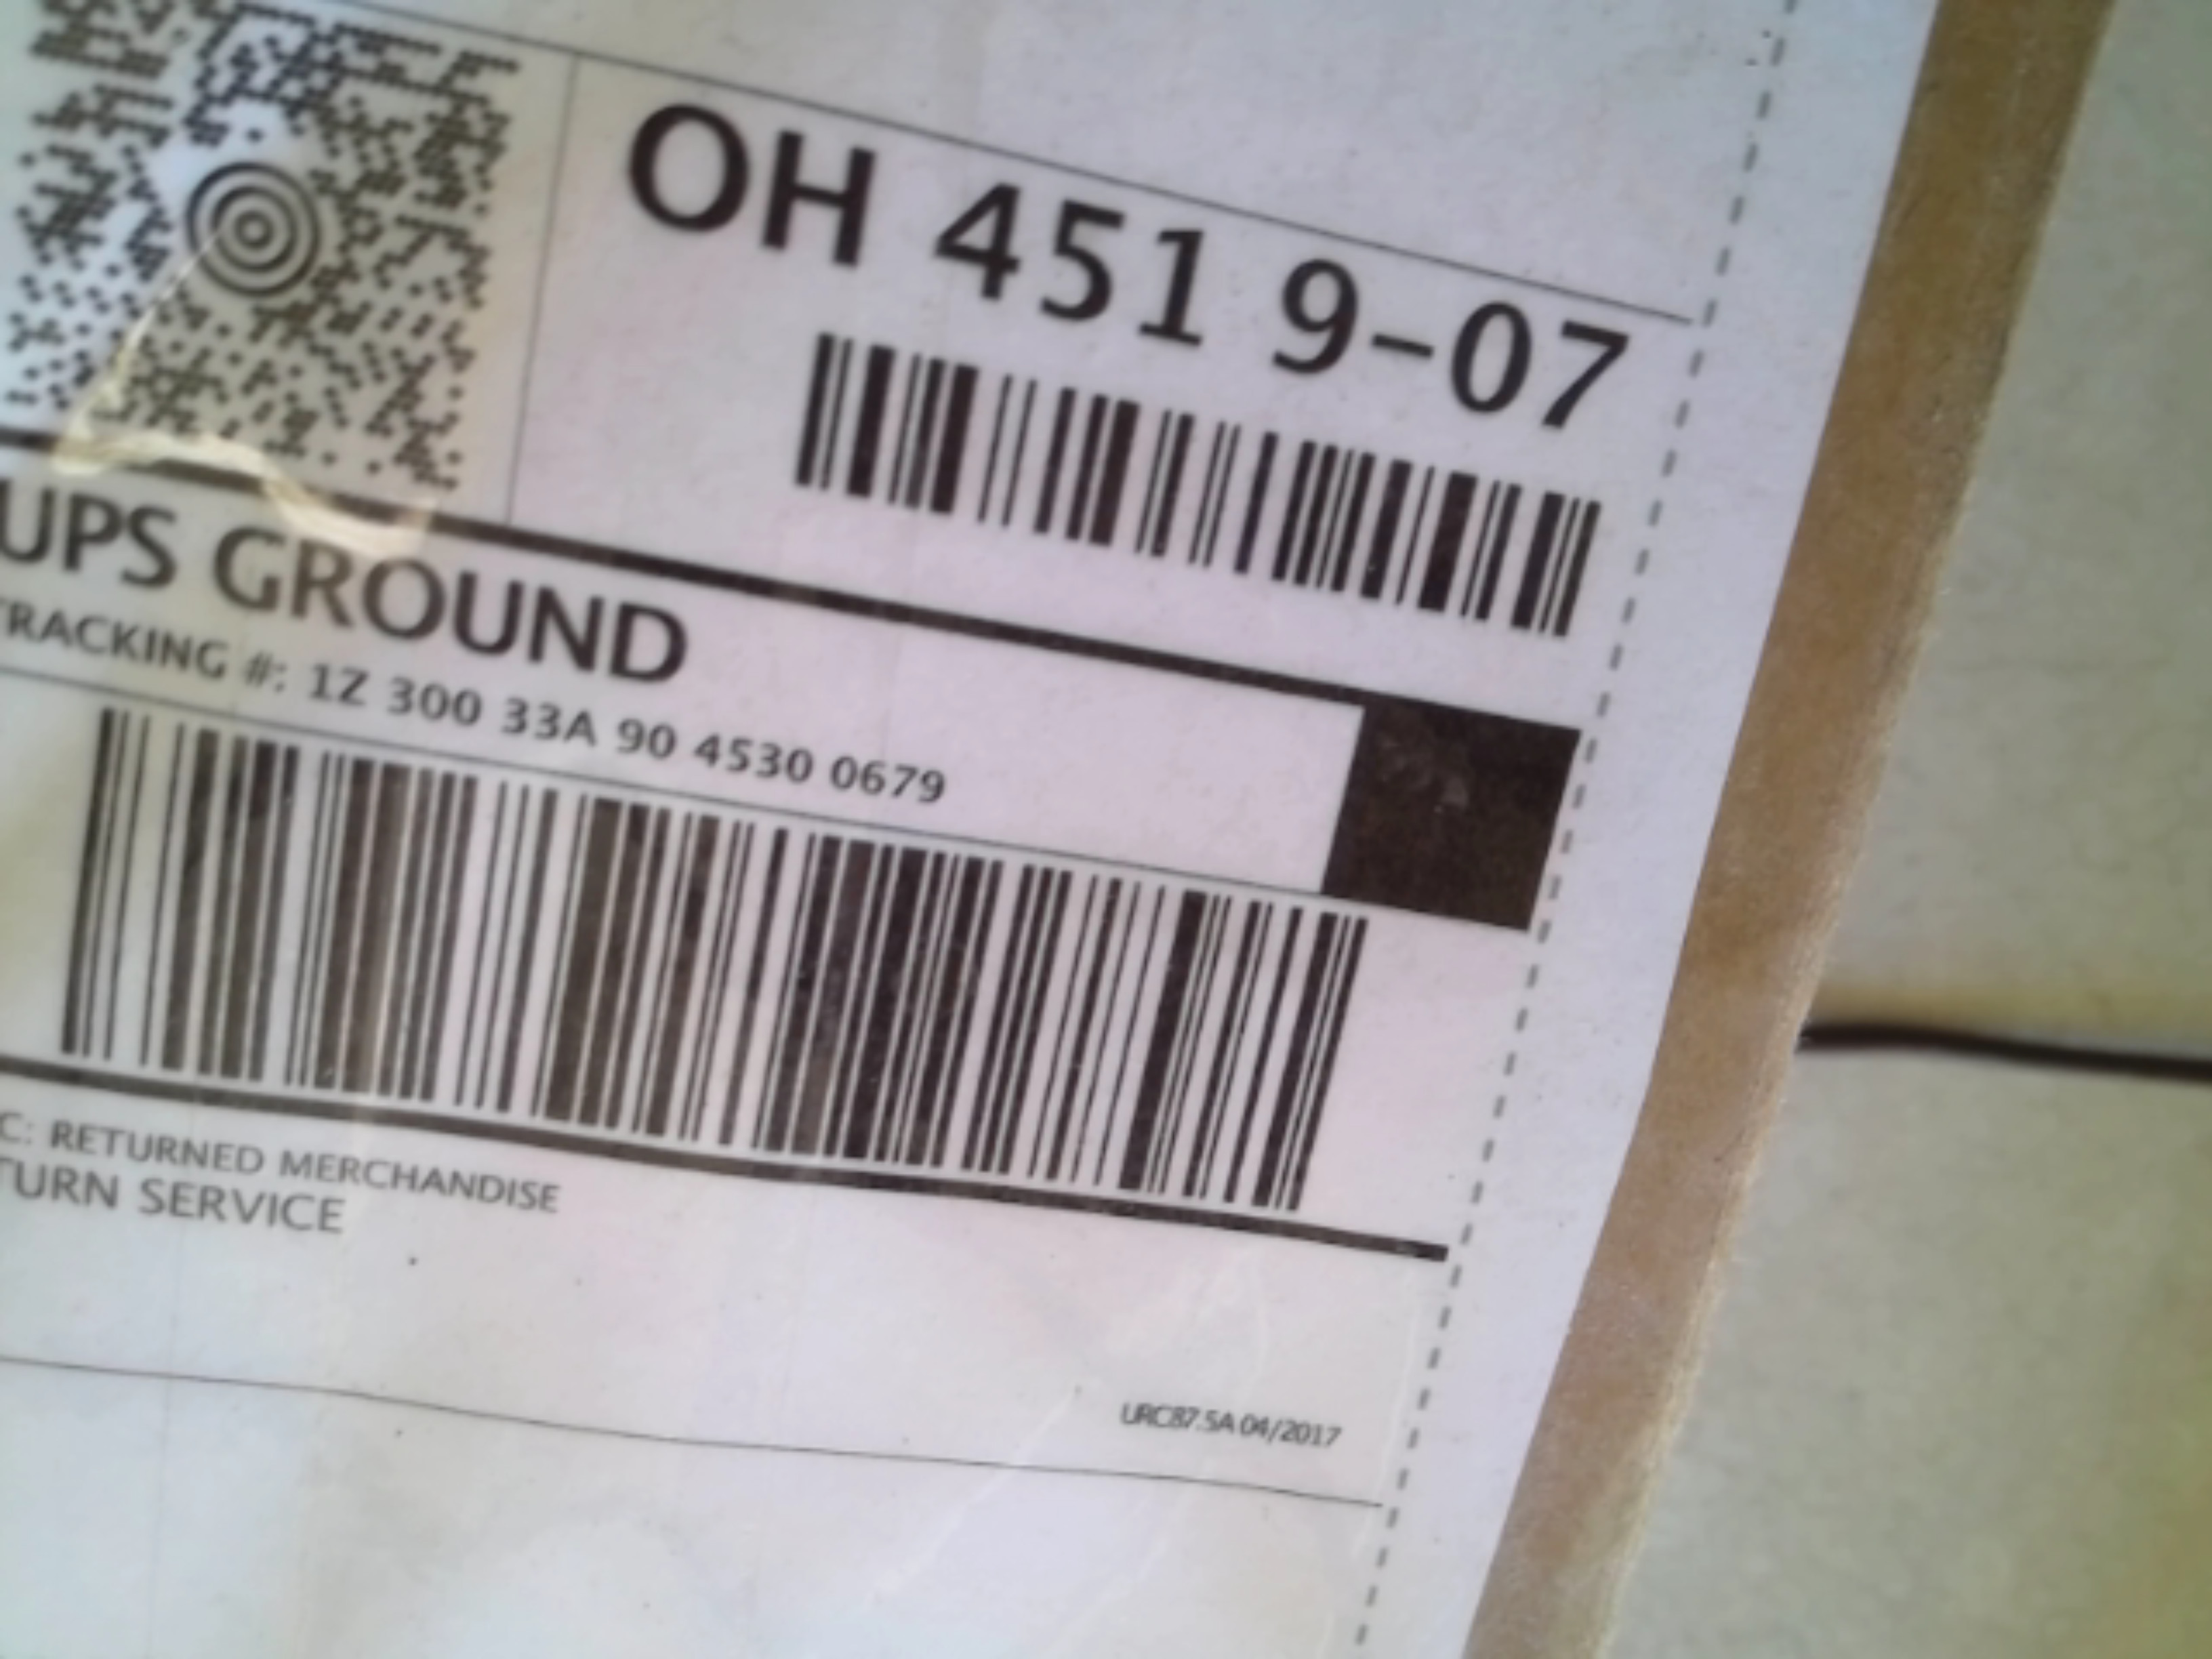 OH 451 9-07
UPS GROUND
TRACKING #: 1Z 300 33A 90 4530 0679
C: RETURNED MERCHANDISE
TURN SERVICE
URC87.5A 04/2017